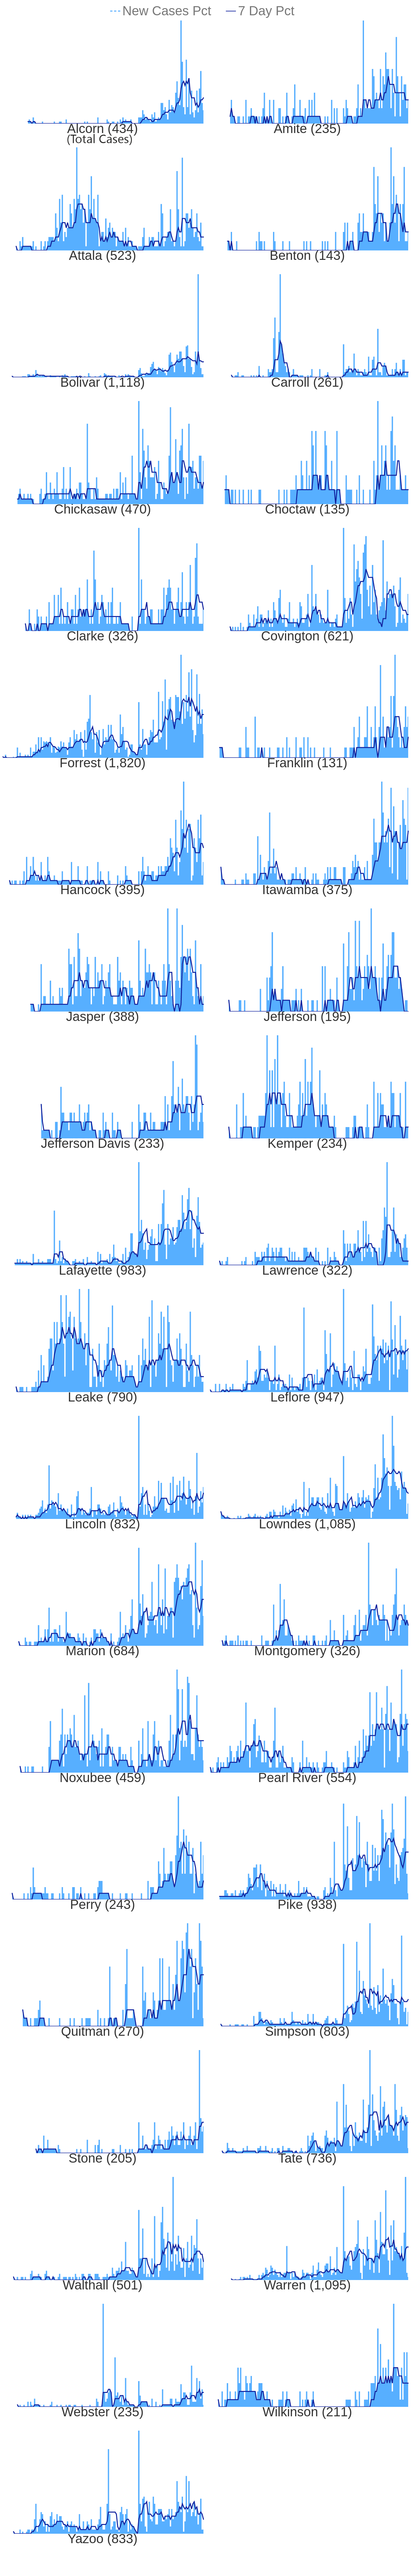 New Cases Pct 7 Day Pct
Alcorn (434) Amite (235)
(Total Cases)
Attala (523) Benton (143)
Bolivar (1,118) Carroll (261)
Chickasaw (470) Choctaw (135)
Clarke (326) Covington (621)
Forrest (1,820) Franklin (131)
Hancock (395) Itawamba (375)
Jasper (388) Jefferson (195)
Jefferson Davis (233) Kemper (234)
Lafayette (983) Lawrence (322)
Leake (790) Leflore (947)
Lincoln (832) Lowndes (1,085)
Marion (684) Montgomery (326)
Noxubee (459) Pearl River (554)
Perry (243) Pike (938)
Quitman (270) Simpson (803)
Stone (205) Tate (736)
Walthall (501) Warren (1,095)
Webster (235) Wilkinson (211)
Yazoo (833)